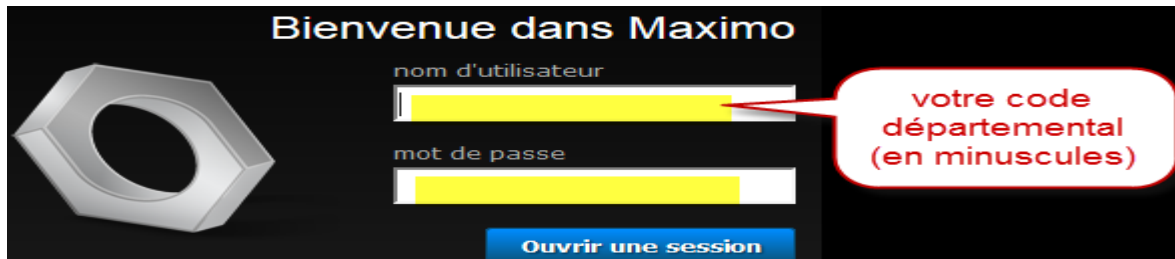 Bienvenue dans Maximo
nom d'utilisateur
votre code
départemental
(en minuscules)
mot de passe
Ouvrir une session